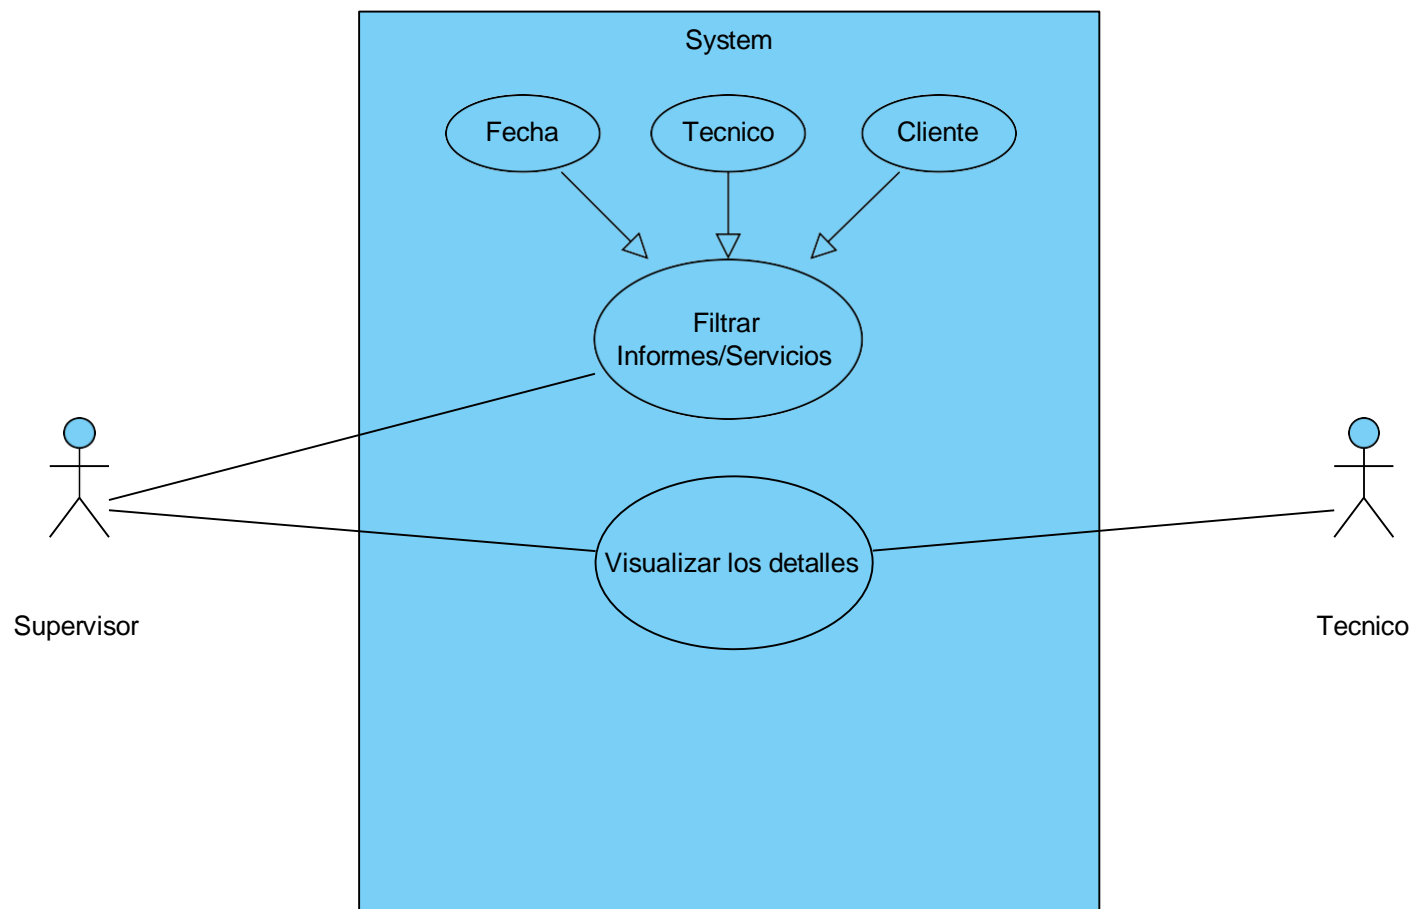 System
Fecha
Tecnico
Cliente
Filtrar
Informes/Servicios
Visualizar los detalles
Supervisor
Tecnico